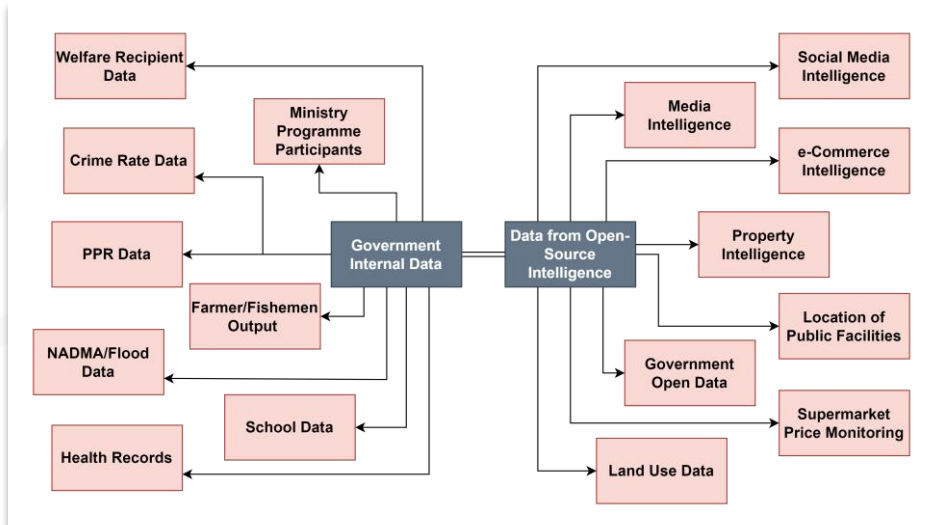 Welfare Recipient
Data
Ministry
Programme
Participants
Crime Rate Data
PPR Data
Government
Internal Data
Farmer/Fishemen
Output
NADMA/Flood
Data
School Data
Health Records
Social Media
Intelligence
Media
Intelligence
e-Commerce
Intelligence
Data from Open-
Source
Intelligence
Property
Intelligence
Location of
Public Facilities
Government
Open Data
Supermarket
Price Monitoring
Land Use Data